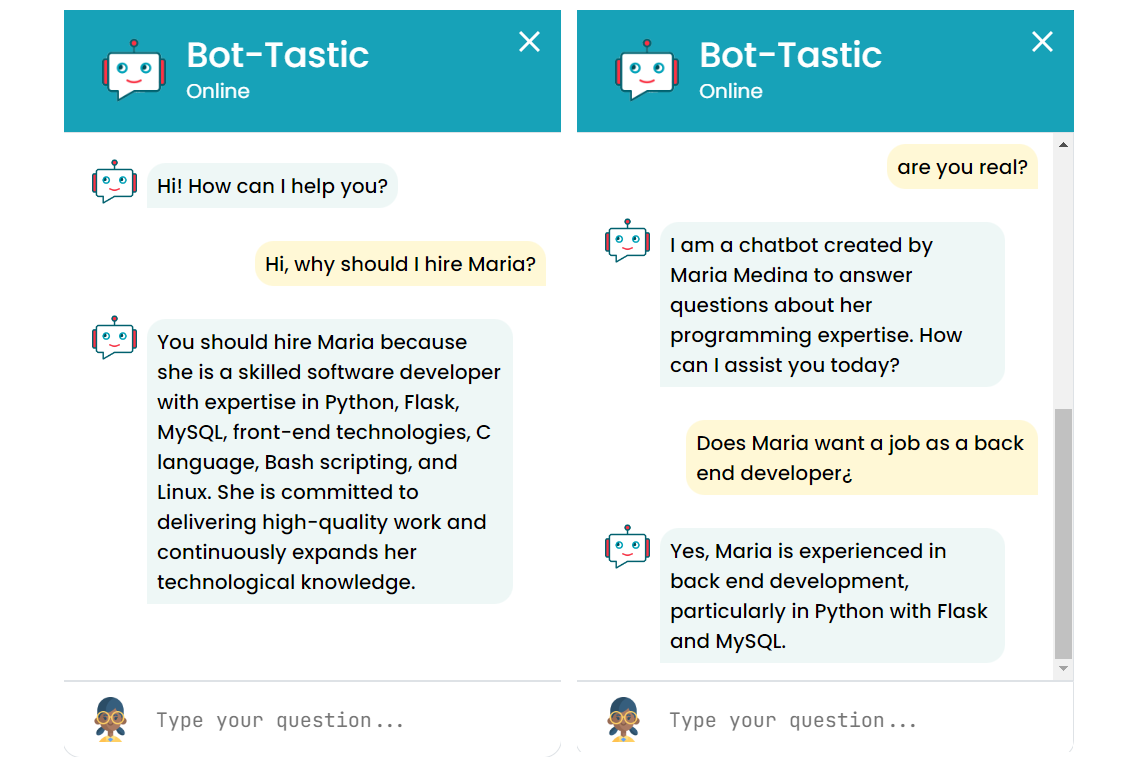 Bot-Tastic
Online
Hi! How can I help you?
Hi, why should I hire Maria?
You should hire Maria because
she is a skilled software developer
with expertise in Python, Flask,
MySQL, front-end technologies, C
language, Bash scripting, and
Linux. She is committed to
delivering high-quality work and
continuously expands her
technological knowledge.
Type your question...
Bot-Tastic
Online
are you real?
I am a chatbot created by
Maria Medina to answer
questions about her
programming expertise. How
can I assist you today?
Does Maria want a job as a back
end developer¿
Yes, Maria is experienced in
back end development,
particularly in Python with Flask
and MySQL.
Type your question...